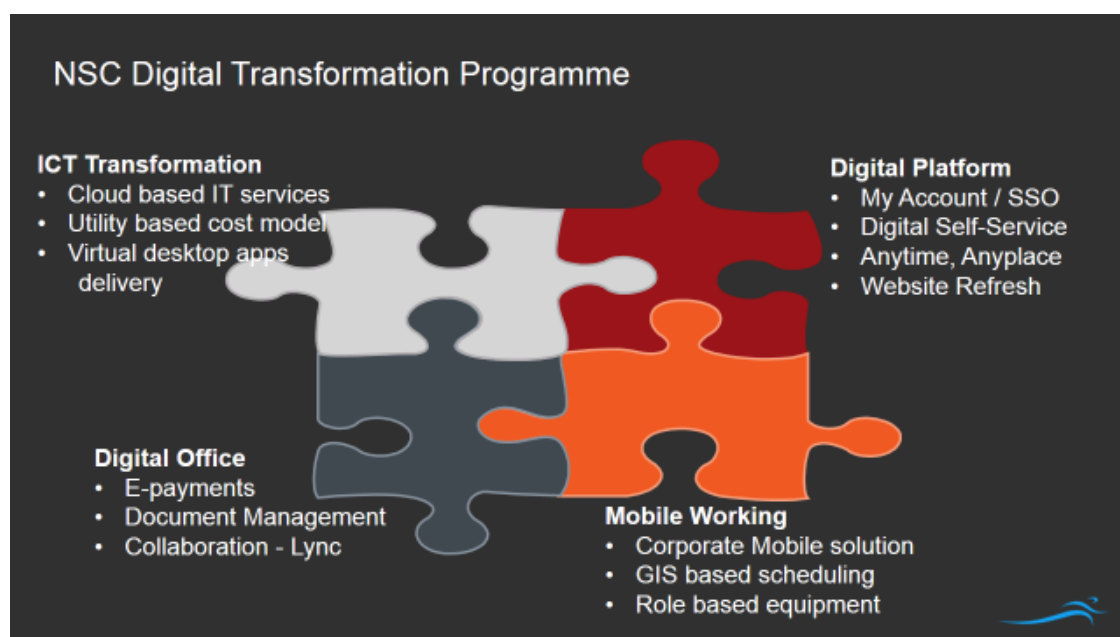 NSC Digital Transformation Programme
ICT Transformation
• Cloud based IT services
• Utility based cost model
• Virtual desktop apps
delivery
Digital Platform
• My Account / SSO
• Digital Self-Service
• Anytime, Anyplace
• Website Refresh
Digital Office
• E-payments
• Document Management
• Collaboration - Lync
Mobile Working
• Corporate Mobile solution
• GIS based scheduling
• Role based equipment